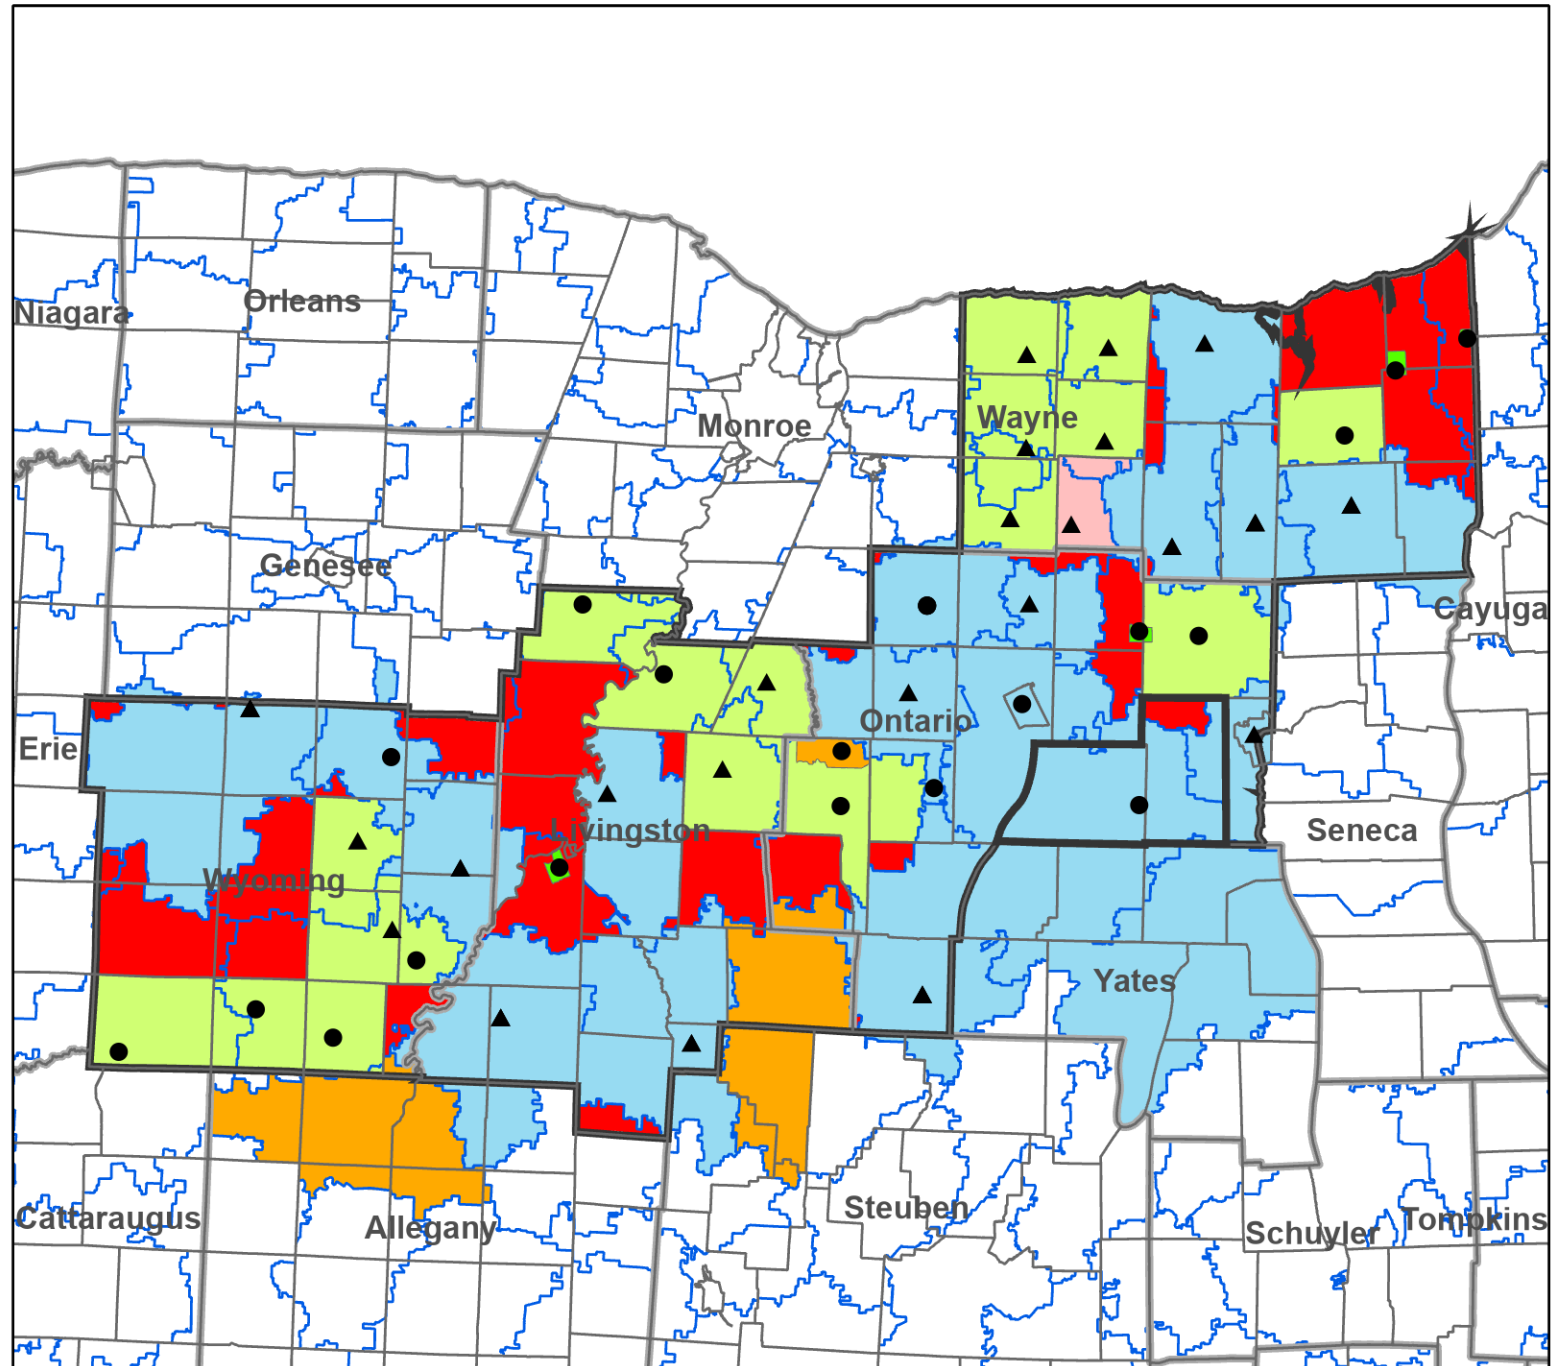 Orleans
Niagara
Wayne
Monroe
Genesee
Cayuga
Ontario
Erie
Livingston
Seneca
Wyoming
Yates
Steuben
Cattaraugus
Allegany
Tompkins
Schuyler